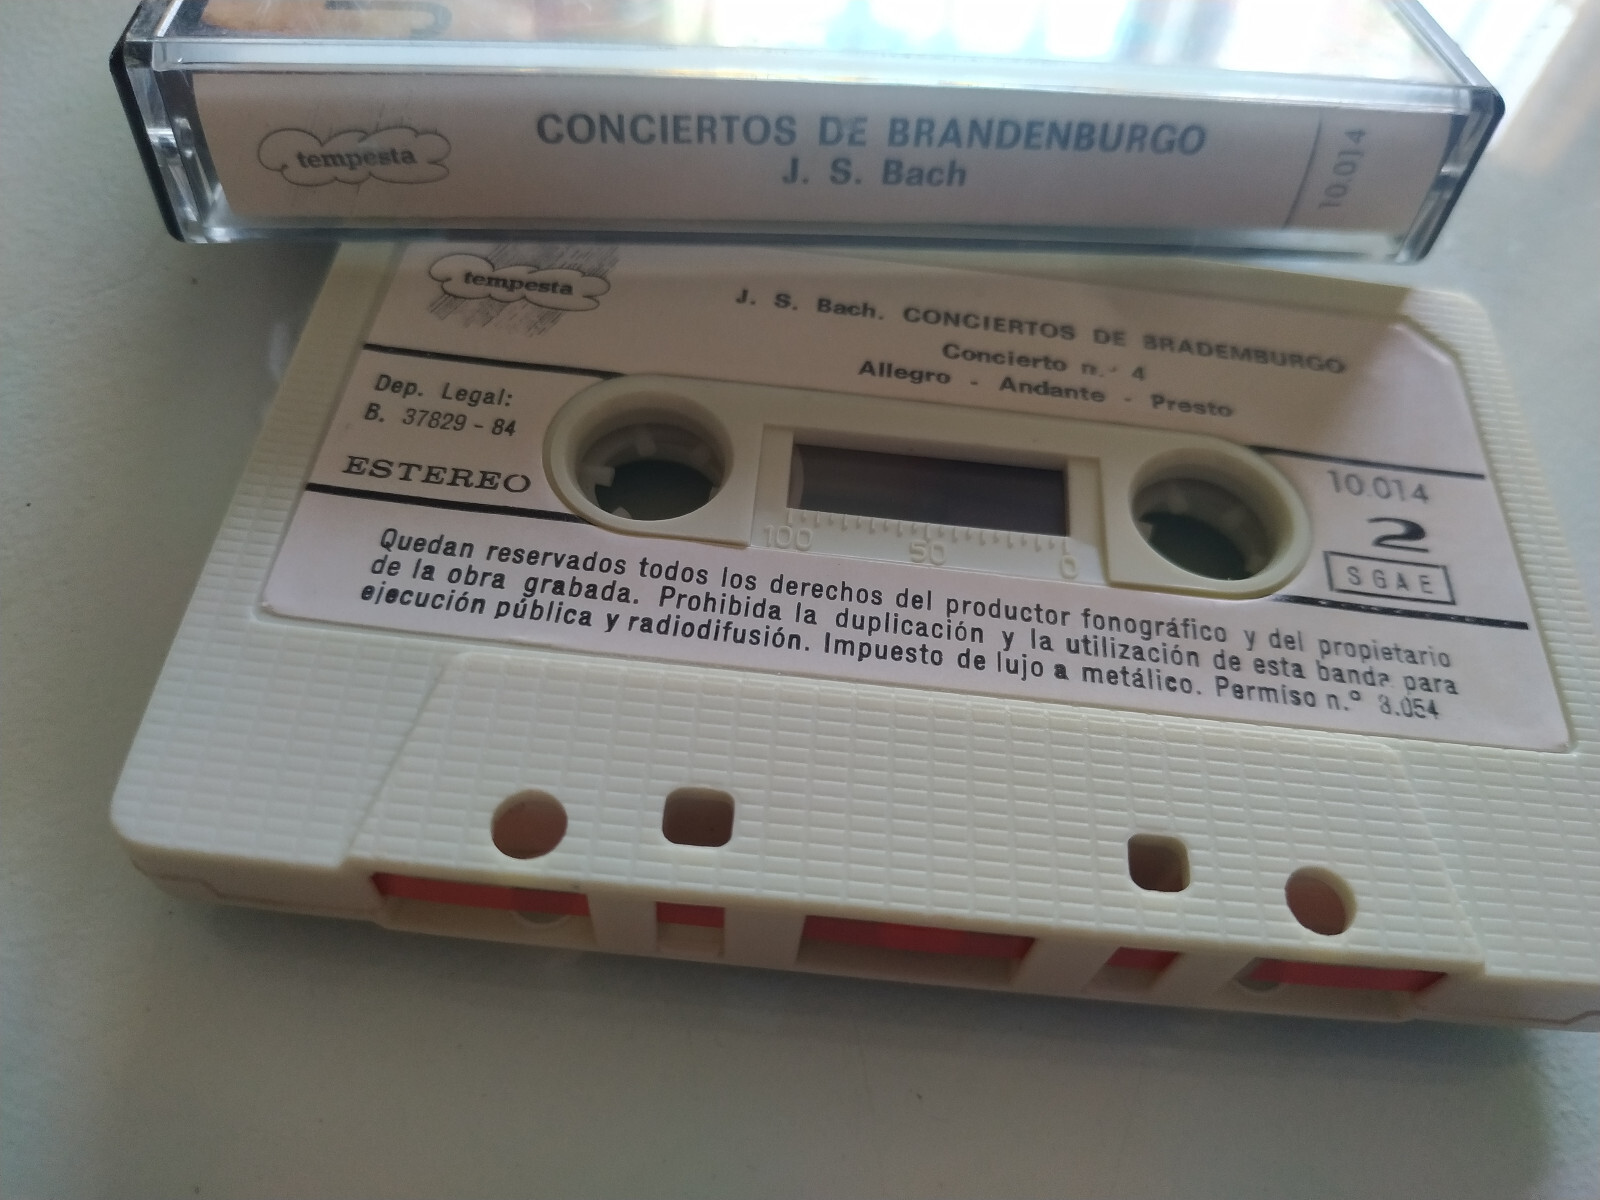 tempesta
CONCIERTOS DE BRANDENBURGO
J. S. Bach
10.014
tempesta
J. S. Bach. CONCIERTOS DE BRADEMBURGO
Concierto n.º 4
Allegro - Andante - Presto
Dep. Legal:
B. 37829 - 84
ESTEREO
10.014
2
SGAE
100 50 0
Quedan reservados todos los derechos del productor fonográfico y del propietario
de la obra grabada. Prohibida la duplicación y la utilización de esta banda para
ejecución pública y radiodifusión. Impuesto de lujo a metálico. Permiso n.º 3.054